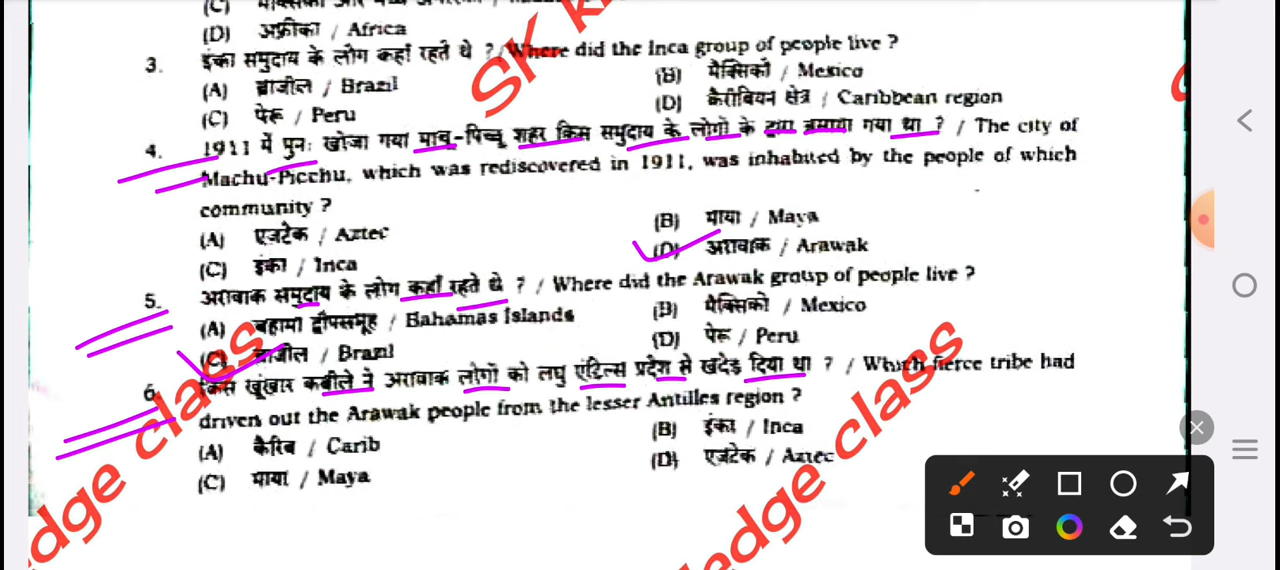 (C)
(D) अफ्रीका / Africa
SK k
3. इंका समुदाय के लोग कहाँ रहते थे ? / Where did the Inca group of people live ?
(A) ब्राजील / Brazil (B) मैक्सिको / Mexico
(C) पेरू / Peru (D) कैरीबियन क्षेत्र / Caribbean region
4. 1911 में पुनः खोजा गया माचू-पिच्चू शहर किस समुदाय के लोगों के द्वारा बसाया गया था ? / The city of
Machu-Picchu, which was rediscovered in 1911, was inhabited by the people of which
community ?
(A) एजटेक / Aztec (B) माया / Maya
(C) इंका / Inca (D) अरावाक / Arawak
5. अरावाक समुदाय के लोग कहाँ रहते थे ? / Where did the Arawak group of people live ?
(A) बहामा द्वीपसमूह / Bahamas Islands (B) मैक्सिको / Mexico
(C) ब्राजील / Brazil (D) पेरू / Peru
6. किस खूंखार कबीले ने अरावाक लोगों को लघु एंटिल्स प्रदेश से खदेड़ दिया था ? / Which fierce tribe had
driven out the Arawak people from the lesser Antilles region ?
(A) कैरिब / Carib (B) इंका / Inca
(C) माया / Maya (D) एजटेक / Aztec
edge class
edge class